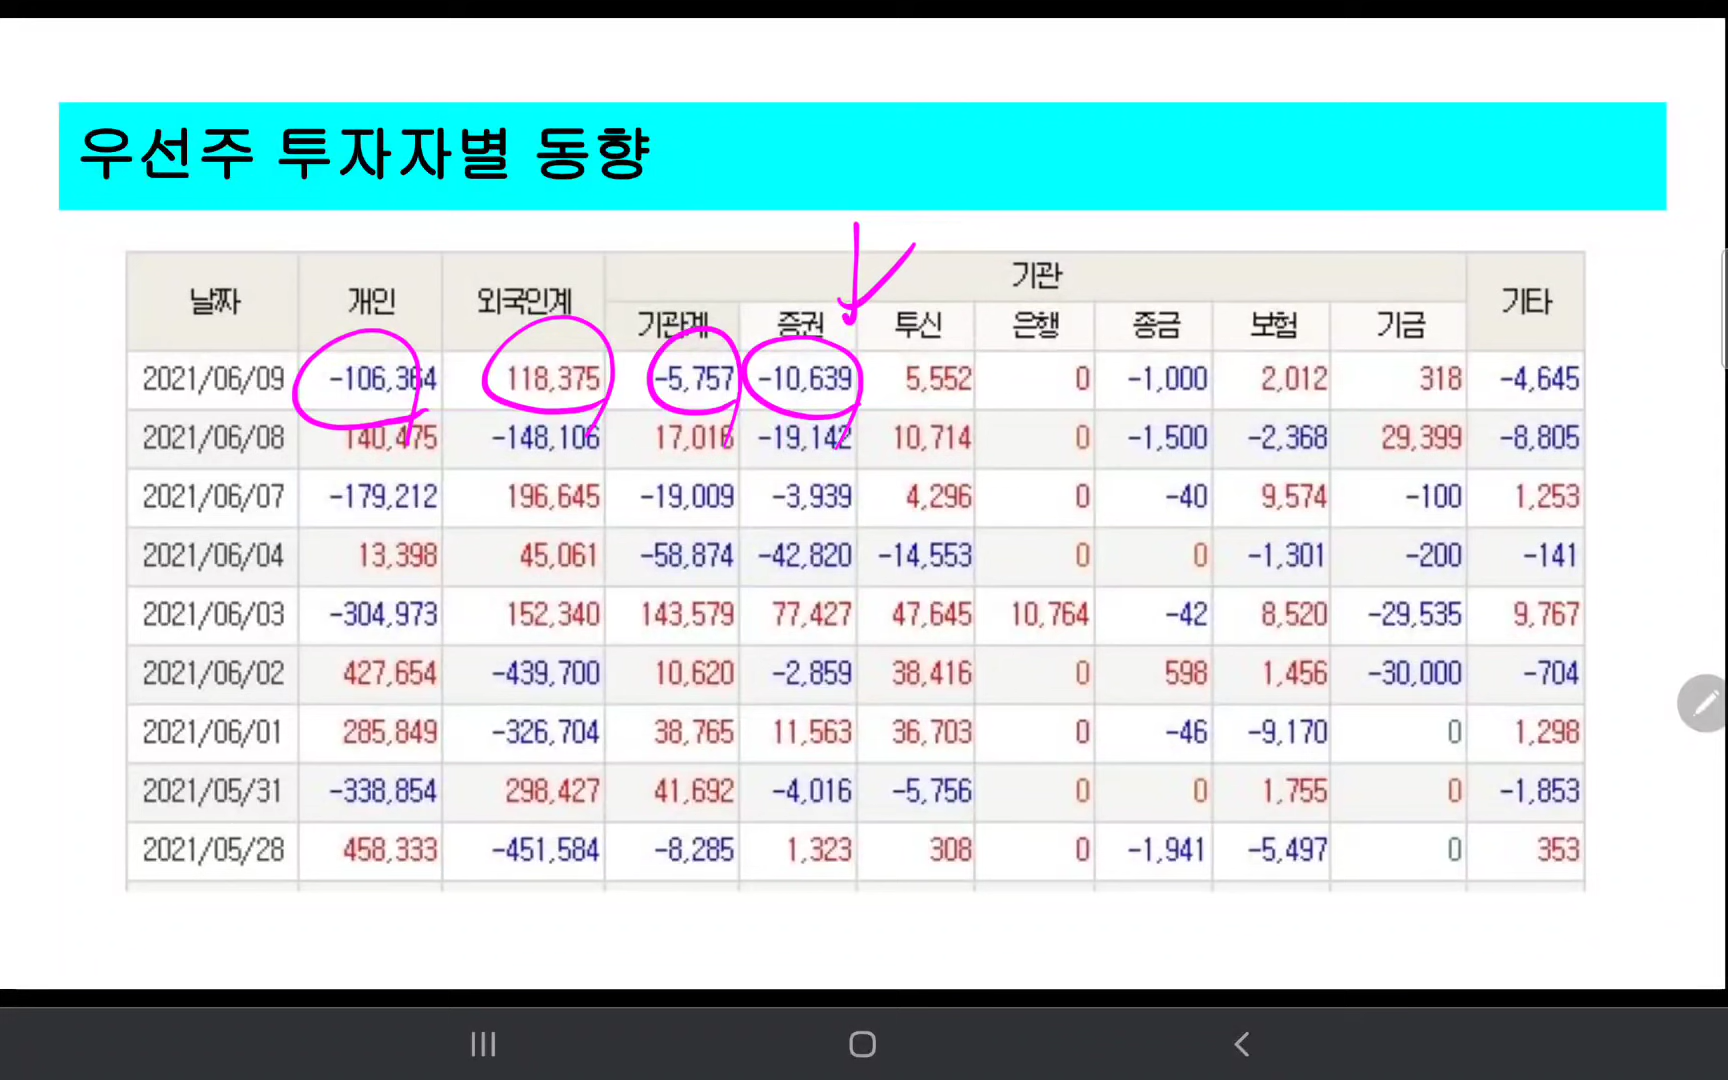 우선주 투자자별 동향
날짜 개인 외국인계 기관 기타
기관계 증권 투신 은행 종금 보험 기금
2021/06/09 -106,364 118,375 -5,757 -10,639 5,552 0 -1,000 2,012 318 -4,645
2021/06/08 140,475 -148,106 17,016 -19,142 10,714 0 -1,500 -2,368 29,399 -8,805
2021/06/07 -179,212 196,645 -19,009 -3,939 4,296 0 -40 9,574 -100 1,253
2021/06/04 13,398 45,061 -58,874 -42,820 -14,553 0 0 -1,301 -200 -141
2021/06/03 -304,973 152,340 143,579 77,427 47,645 10,764 -42 8,520 -29,535 9,767
2021/06/02 427,654 -439,700 10,620 -2,859 38,416 0 598 1,456 -30,000 -704
2021/06/01 285,849 -326,704 38,765 11,563 36,703 0 -46 -9,170 0 1,298
2021/05/31 -338,854 298,427 41,692 -4,016 -5,756 0 0 1,755 0 -1,853
2021/05/28 458,333 -451,584 -8,285 1,323 308 0 -1,941 -5,497 0 353